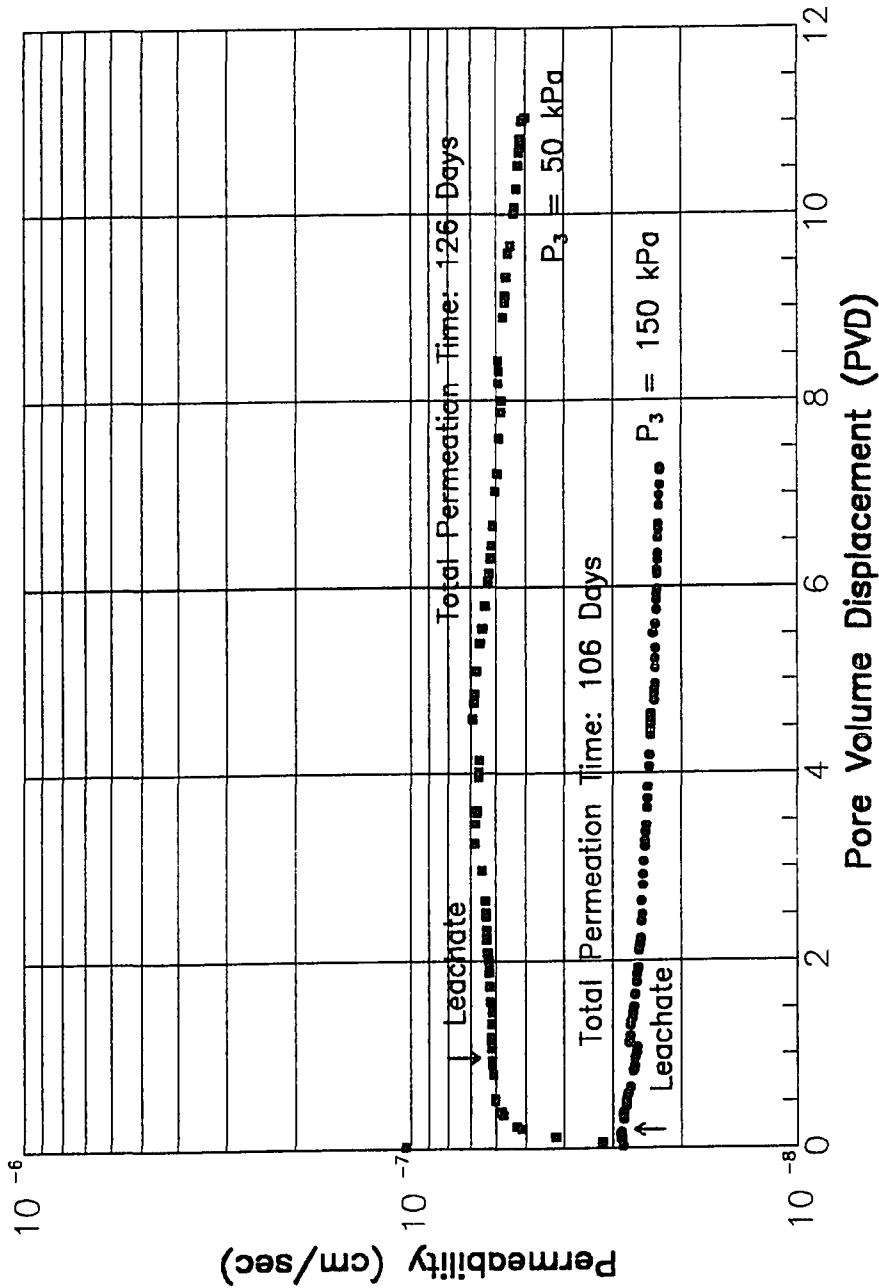 10^-6
10^-7
10^-8
Permeability (cm/sec)
Total Permeation Time: 126 Days
P₃ = 50 kPa
Leachate
Total Permeation Time: 106 Days
P₃ = 150 kPa
Leachate
0 2 4 6 8 10 12
Pore Volume Displacement (PVD)